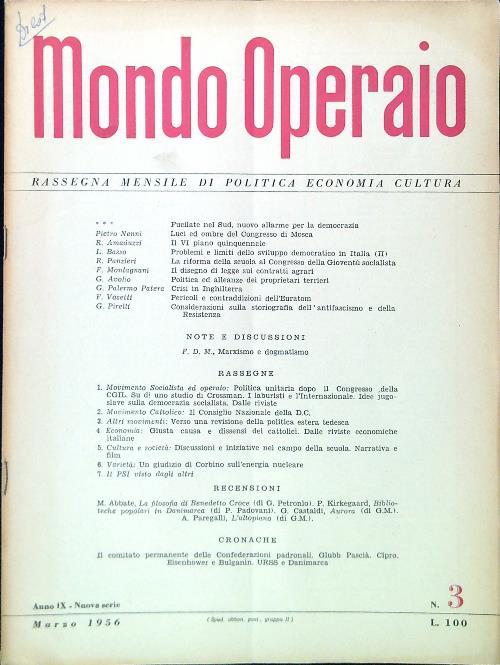 Mondo Operaio
RASSEGNA MENSILE DI POLITICA ECONOMIA CULTURA
* * * Fucilate nel Sud, nuovo allarme per la democrazia
Pietro Nenni Luci ed ombre del Congresso di Mosca
R. Amaduzzi Il VI piano quinquennale
L. Basso Problemi e limiti dello sviluppo democratico in Italia (II)
R. Panzieri La riforma della scuola al Congresso della Gioventù socialista
F. Montagnani Il disegno di legge sui contratti agrari
G. Avolio Politica ed alleanze dei proprietari terrieri
G. Palermo Patera Crisi in Inghilterra
F. Vasetti Pericoli e contraddizioni dell'Euratom
G. Pirelli Considerazioni sulla storiografia dell'antifascismo e della
Resistenza
NOTE E DISCUSSIONI
F. D. M., Marxismo e dogmatismo
RASSEGNE
1. Movimento Socialista ed operaio: Politica unitaria dopo il Congresso della
CGIL. Su di uno studio di Crossman. I laburisti e l'Internazionale. Idee jugo-
slave sulla democrazia socialista. Dalle riviste
2. Movimento Cattolico: Il Consiglio Nazionale della D.C.
3. Altri movimenti: Verso una revisione della politica estera tedesca
4. Economia: Giusta causa e dissensi dei cattolici. Dalle riviste economiche
italiane
5. Cultura e società: Discussioni e iniziative nel campo della scuola. Narrativa e
film
6. Varietà: Un giudizio di Corbino sull'energia nucleare
7. Il PSI visto dagli altri
RECENSIONI
M. Abbate, La filosofia di Benedetto Croce (di G. Petronio). P. Kirkegaard, Biblio-
teche popolari in Danimarca (di P. Padovani). G. Castaldi, Aurora (di G.M.).
A. Paregalli, L'altopiano (di G.M.).
CRONACHE
Il comitato permanente delle Confederazioni padronali. Glubb Pascià. Cipro.
Eisenhower e Bulganin. URSS e Danimarca
Anno IX - Nuova serie N. 3
Marzo 1956 (Sped. abbon. post., gruppo II) L. 100